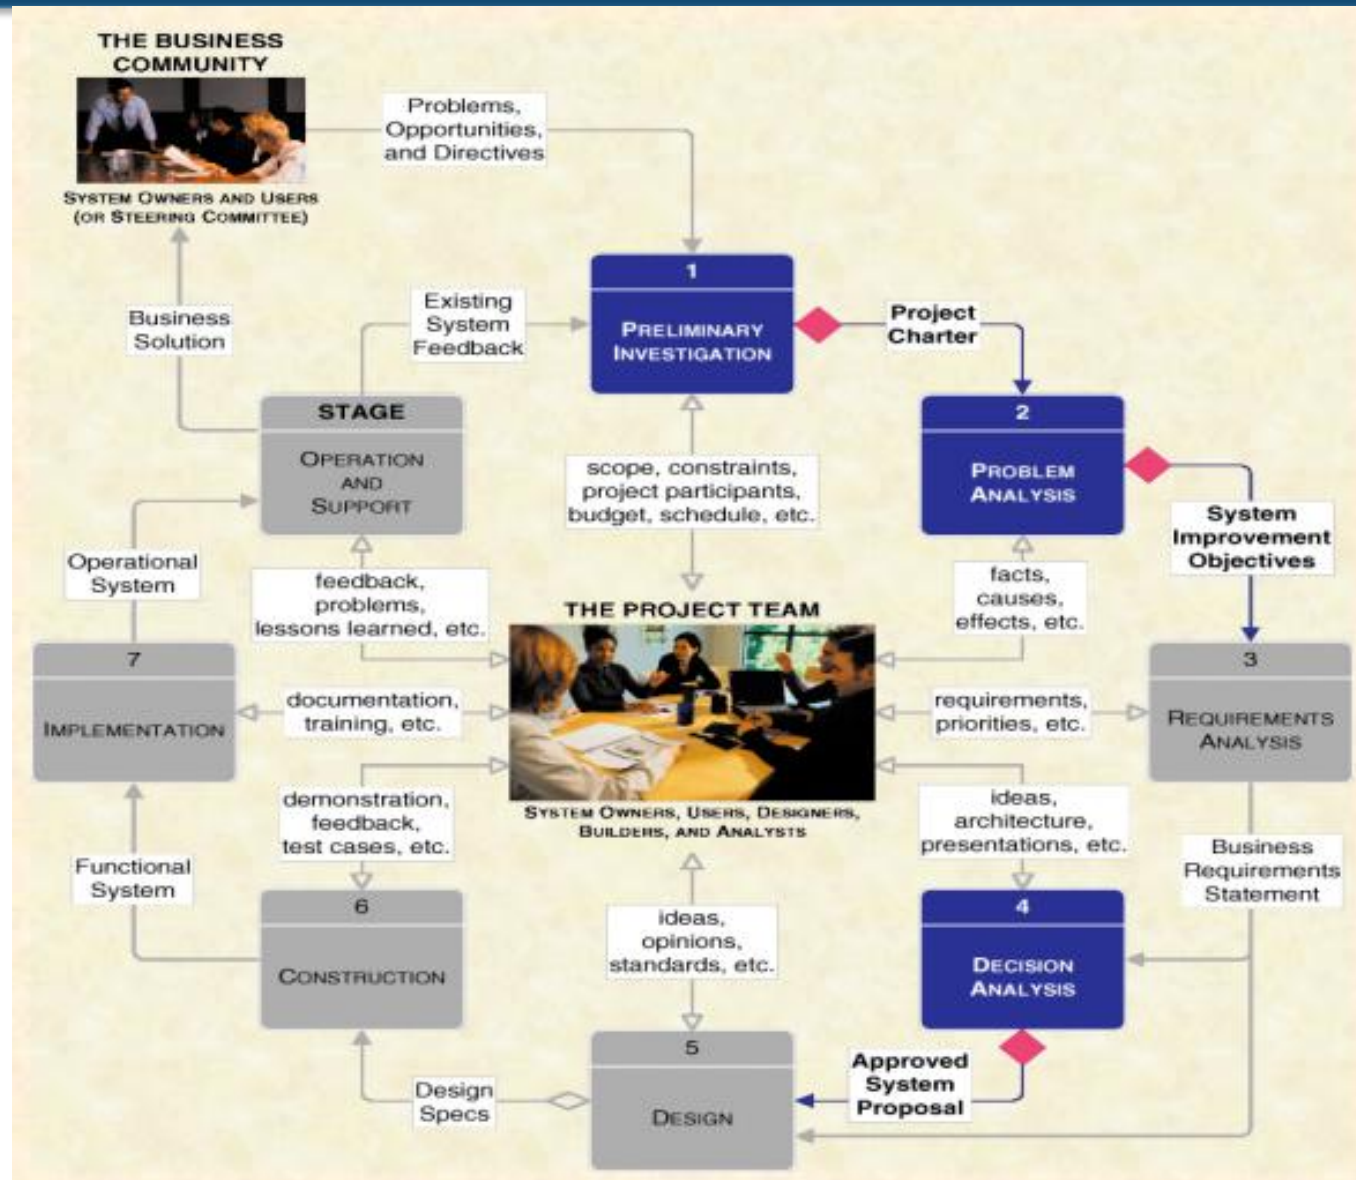 THE BUSINESS
COMMUNITY
SYSTEM OWNERS AND USERS
(OR STEERING COMMITTEE)
Problems,
Opportunities,
and Directives
1
PRELIMINARY
INVESTIGATION
Existing
System
Feedback
Project
Charter
Business
Solution
STAGE
OPERATION
AND
SUPPORT
scope, constraints,
project participants,
budget, schedule, etc.
2
PROBLEM
ANALYSIS
System
Improvement
Objectives
Operational
System
feedback,
problems,
lessons learned, etc.
THE PROJECT TEAM
SYSTEM OWNERS, USERS, DESIGNERS,
BUILDERS, AND ANALYSTS
facts,
causes,
effects, etc.
7
IMPLEMENTATION
documentation,
training, etc.
requirements,
priorities, etc.
3
REQUIREMENTS
ANALYSIS
demonstration,
feedback,
test cases, etc.
ideas,
architecture,
presentations, etc.
Functional
System
Business
Requirements
Statement
6
CONSTRUCTION
ideas,
opinions,
standards, etc.
4
DECISION
ANALYSIS
Design
Specs
5
DESIGN
Approved
System
Proposal